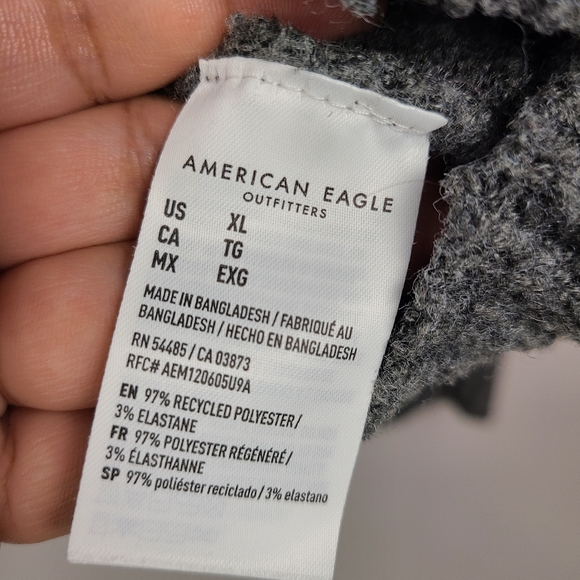 AMERICAN EAGLE
OUTFITTERS
US XL
CA TG
MX EXG
MADE IN BANGLADESH / FABRIQUÉ AU
BANGLADESH / HECHO EN BANGLADESH
RN 54485 / CA 03873
RFC# AEM120605U9A
EN 97% RECYCLED POLYESTER/
3% ELASTANE
FR 97% POLYESTER RÉGÉNÉRÉ/
3% ÉLASTHANNE
SP 97% poliéster reciclado/3% elastano